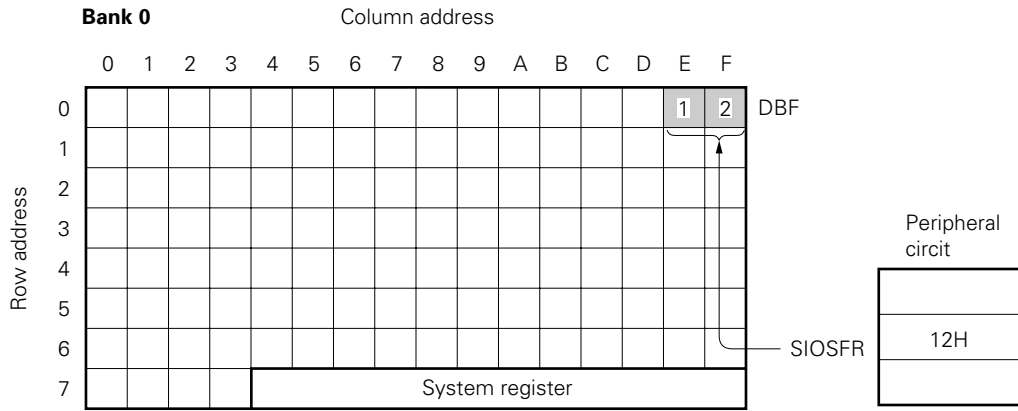 Bank 0 Column address
0 1 2 3 4 5 6 7 8 9 A B C D E F
0 1 2 DBF
1
2
3
4
5
6 SIOSFR
7 System register
Row address
Peripheral
circit
12H